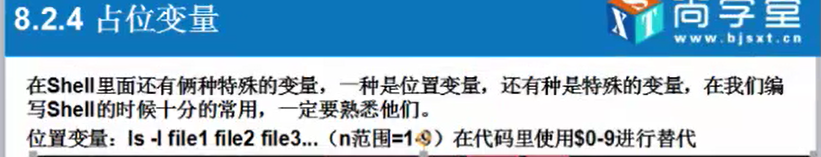 8.2.4 占位变量
SXT 尚学堂
www.bjsxt.cn
在Shell里面还有俩种特殊的变量，一种是位置变量，还有种是特殊的变量，在我们编
写Shell的时候十分的常用，一定要熟悉他们。
位置变量：ls -l file1 file2 file3...（n范围=1-9）在代码里使用$0-9进行替代